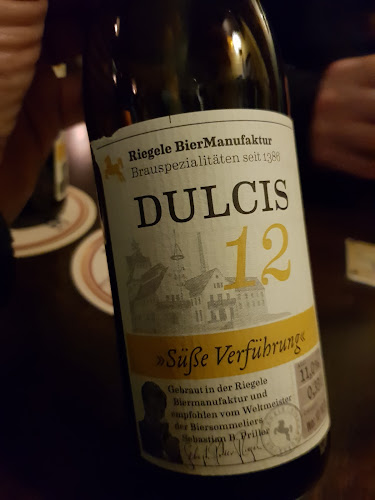 Riegele BierManufaktur
Brauspezialitäten seit 1386
DULCIS
12
»Süße Verführung«
Gebraut in der Riegele
Biermanufaktur und
empfohlen vom Weltmeister
der Biersommeliers
Sebastian B. Priller